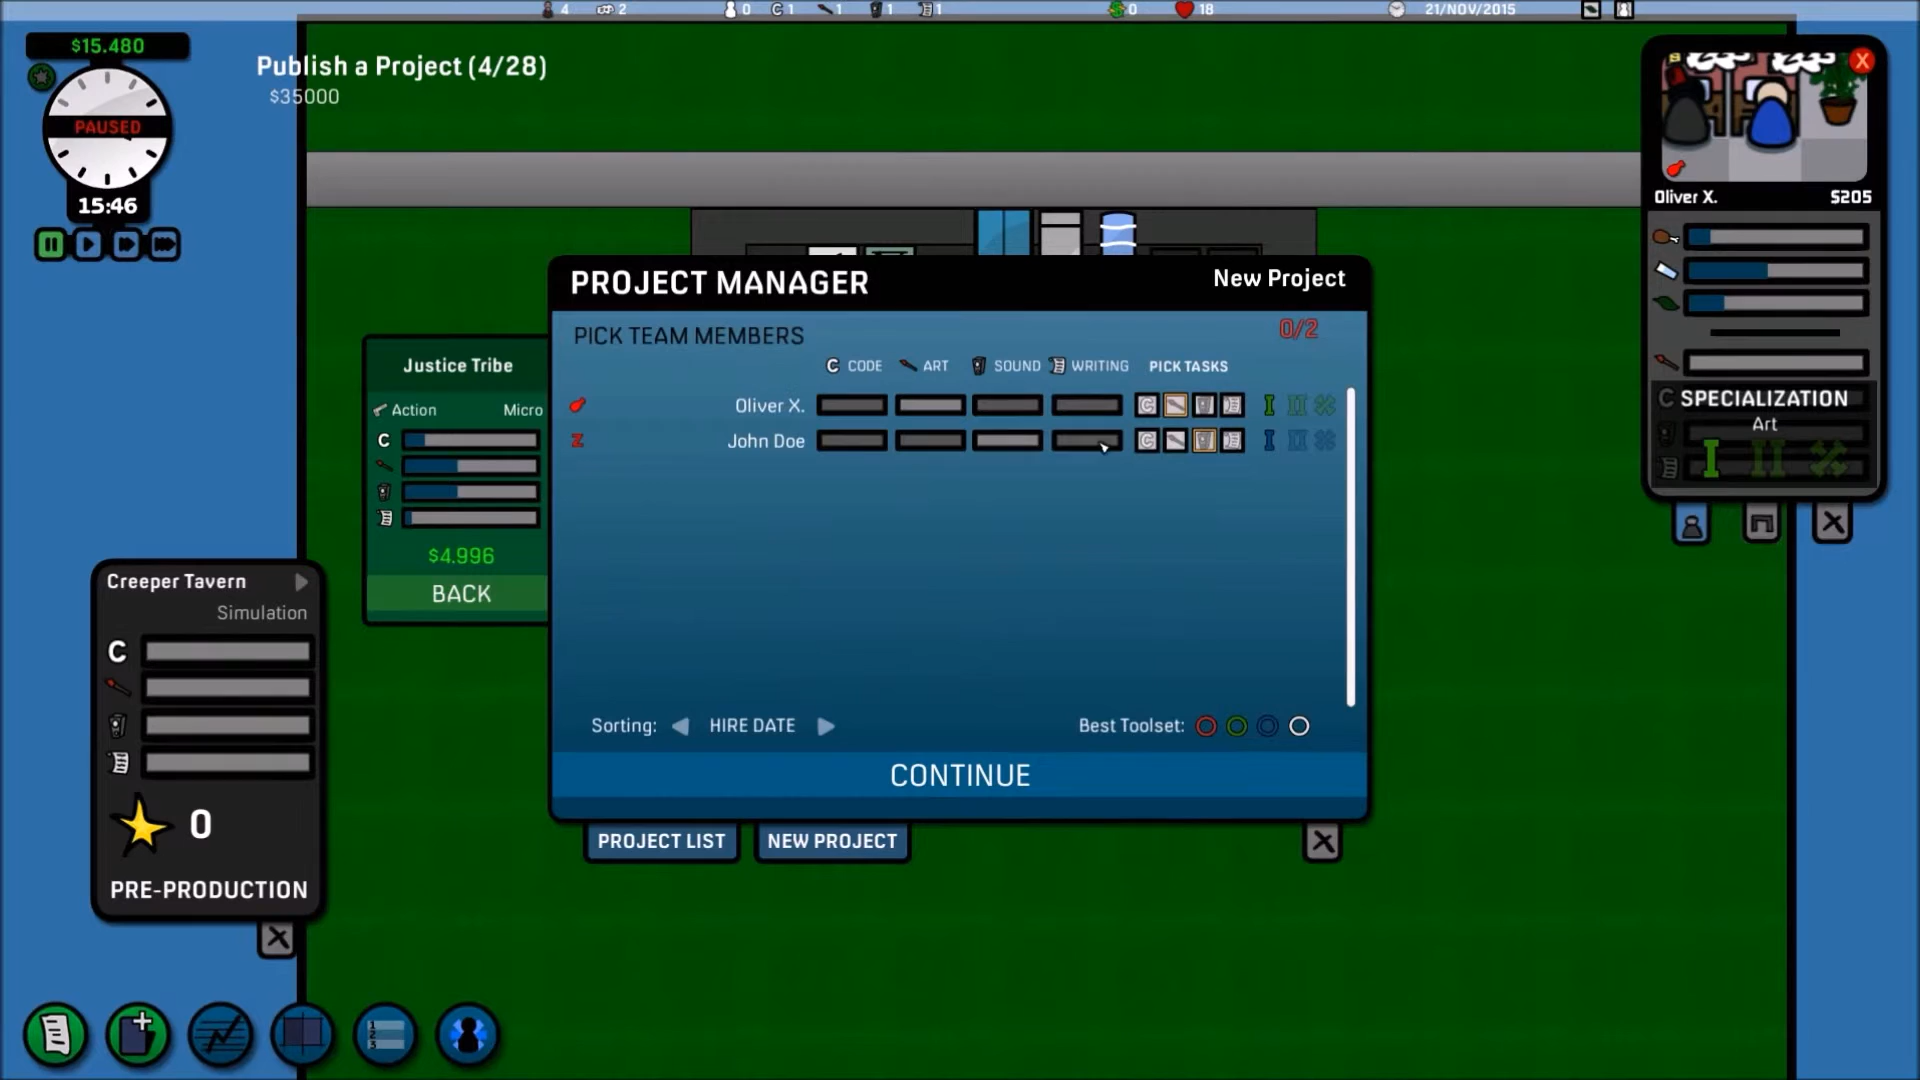 4 2 0 C 1 1 1 1 0 18 21/NOV/2015
$15.480
PAUSED
15:46
Publish a Project (4/28)
$35000
Oliver X. $205
C SPECIALIZATION
Art
PROJECT MANAGER New Project
PICK TEAM MEMBERS 0/2
C CODE ART SOUND WRITING PICK TASKS
Oliver X. C
Z John Doe C
Sorting: HIRE DATE Best Toolset:
CONTINUE
PROJECT LIST NEW PROJECT X
Justice Tribe
Action Micro
C
$4.996
BACK
Creeper Tavern
Simulation
C
0
PRE-PRODUCTION